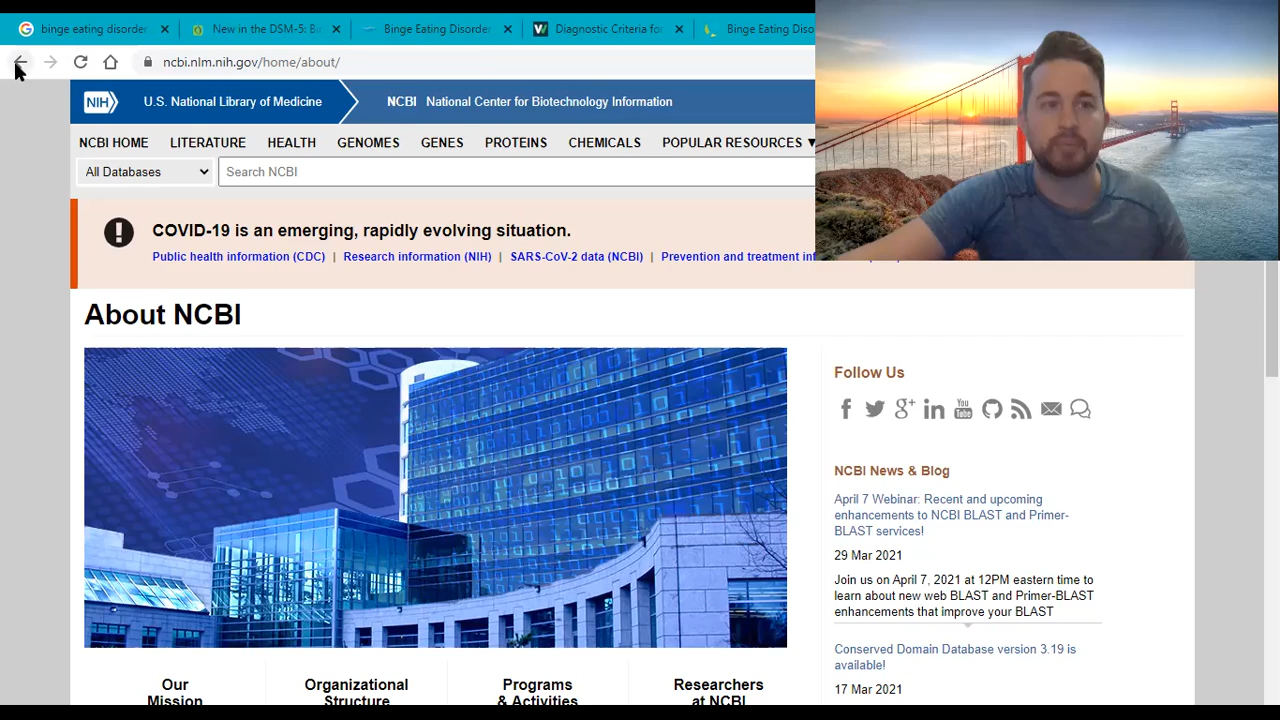 binge eating disorder
New in the DSM-5: Bi
Binge Eating Disorder
Diagnostic Criteria for
Binge Eating Diso
ncbi.nlm.nih.gov/home/about/
NIH
U.S. National Library of Medicine
NCBI National Center for Biotechnology Information
NCBI HOME LITERATURE HEALTH GENOMES GENES PROTEINS CHEMICALS POPULAR RESOURCES
All Databases
Search NCBI
COVID-19 is an emerging, rapidly evolving situation.
Public health information (CDC) | Research information (NIH) | SARS-CoV-2 data (NCBI) | Prevention and treatment
About NCBI
Follow Us
You Tube
NCBI News & Blog
April 7 Webinar: Recent and upcoming
enhancements to NCBI BLAST and Primer-
BLAST services!
29 Mar 2021
Join us on April 7, 2021 at 12PM eastern time to
learn about new web BLAST and Primer-BLAST
enhancements that improve your BLAST
Conserved Domain Database version 3.19 is
available!
17 Mar 2021
Our
Mission
Organizational
Structure
Programs
& Activities
Researchers
at NCBI